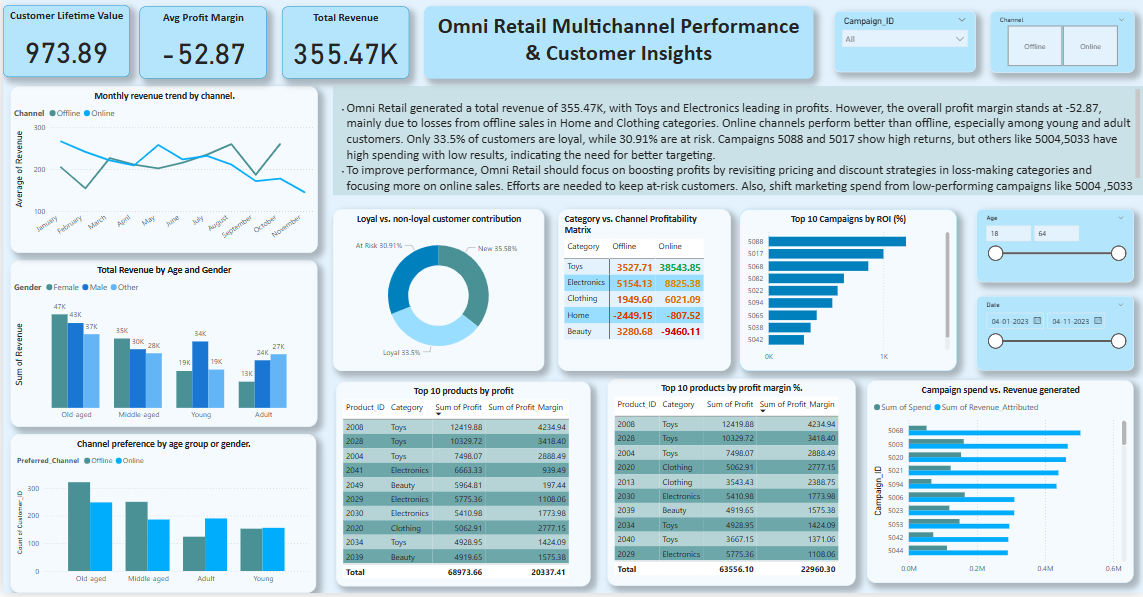 Customer Lifetime Value
973.89
Avg Profit Margin
-52.87
Total Revenue
355.47K
Omni Retail Multichannel Performance
& Customer Insights
Campaign_ID
All
Channel
Offline
Online
Monthly revenue trend by channel.
Channel Offline Online
Average of Revenue
300
200
100
January
February
March
April
May
June
July
August
September
October
November
· Omni Retail generated a total revenue of 355.47K, with Toys and Electronics leading in profits. However, the overall profit margin stands at -52.87,
mainly due to losses from offline sales in Home and Clothing categories. Online channels perform better than offline, especially among young and adult
customers. Only 33.5% of customers are loyal, while 30.91% are at risk. Campaigns 5088 and 5017 show high returns, but others like 5004,5033 have
high spending with low results, indicating the need for better targeting.
· To improve performance, Omni Retail should focus on boosting profits by revisiting pricing and discount strategies in loss-making categories and
focusing more on online sales. Efforts are needed to keep at-risk customers. Also, shift marketing spend from low-performing campaigns like 5004 ,5033
Total Revenue by Age and Gender
Gender Female Male Other
Sum of Revenue
47K
43K
37K
35K
30K
28K
19K
34K
19K
13K
24K
27K
Old-aged
Middle-aged
Young
Adult
Loyal vs. non-loyal customer contribution
At Risk 30.91%
New 35.58%
Loyal 33.5%
Category vs. Channel Profitability
Matrix
Category Offline Online
Toys 3527.71 38543.85
Electronics 5154.13 8825.38
Clothing 1949.60 6021.09
Home -2449.15 -807.52
Beauty 3280.68 -9460.11
Top 10 Campaigns by ROI (%)
5088
5017
5068
5082
5022
5094
5065
5038
5042
0K
1K
Age
18
64
Date
04-01-2023
04-11-2023
Channel preference by age group or gender.
Preferred_Channel Offline Online
Count of Customer_ID
300
200
100
0
Old-aged
Middle-aged
Adult
Young
Top 10 products by profit
Product_ID Category Sum of Profit Sum of Profit_Margin
2008 Toys 12419.88 4234.94
2028 Toys 10329.72 3418.40
2004 Toys 7498.07 2888.49
2041 Electronics 6663.33 939.49
2049 Beauty 5964.81 197.44
2029 Electronics 5775.36 1108.06
2030 Electronics 5410.98 1773.98
2020 Clothing 5062.91 2777.15
2034 Toys 4928.95 1424.09
2039 Beauty 4919.65 1575.38
Total 68973.66 20337.41
Top 10 products by profit margin %.
Product_ID Category Sum of Profit Sum of Profit_Margin
2008 Toys 12419.88 4234.94
2028 Toys 10329.72 3418.40
2004 Toys 7498.07 2888.49
2020 Clothing 5062.91 2777.15
2013 Clothing 3543.43 2388.75
2030 Electronics 5410.98 1773.98
2039 Beauty 4919.65 1575.38
2034 Toys 4928.95 1424.09
2040 Toys 3667.15 1371.06
2029 Electronics 5775.36 1108.06
Total 63556.10 22960.30
Campaign spend vs. Revenue generated
Sum of Spend Sum of Revenue_Attributed
Campaign_ID
5068
5003
5020
5021
5094
5006
5023
5053
5042
5044
0.0M
0.2M
0.4M
0.6M